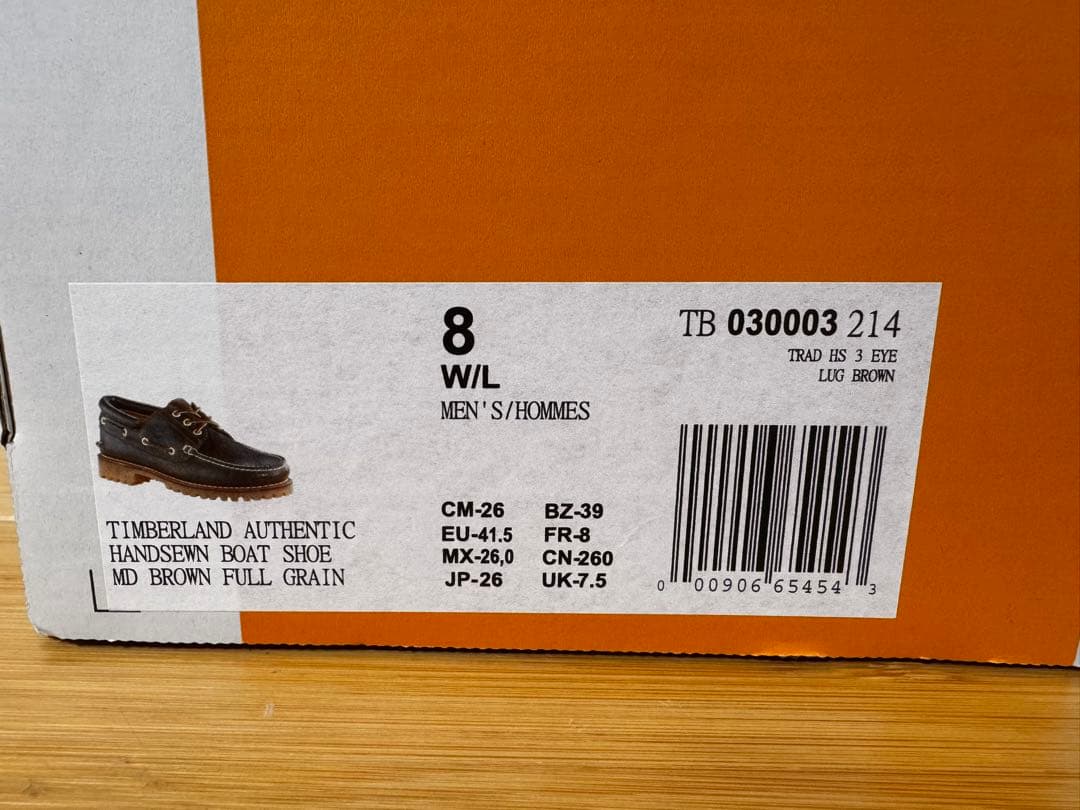 8
W/L
MEN'S/HOMMES
TB 030003 214
TRAD HS 3 EYE
LUG BROWN
TIMBERLAND AUTHENTIC
HANDSEWN BOAT SHOE
MD BROWN FULL GRAIN
CM-26 BZ-39
EU-41.5 FR-8
MX-26,0 CN-260
JP-26 UK-7.5
0 00906 65454 3